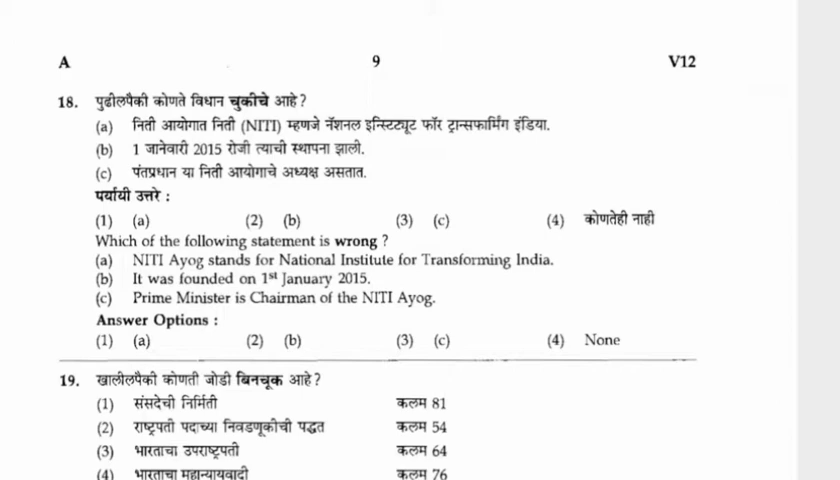 A 9 V12
18. पुढीलपैकी कोणते विधान चुकीचे आहे ?
(a) निती आयोगात निती (NITI) म्हणजे नॅशनल इन्स्टिट्यूट फॉर ट्रान्सफार्मिंग इंडिया.
(b) 1 जानेवारी 2015 रोजी त्याची स्थापना झाली.
(c) पंतप्रधान या निती आयोगाचे अध्यक्ष असतात.
पर्यायी उत्तरे :
(1) (a) (2) (b) (3) (c) (4) कोणतेही नाही
Which of the following statement is wrong ?
(a) NITI Ayog stands for National Institute for Transforming India.
(b) It was founded on 1st January 2015.
(c) Prime Minister is Chairman of the NITI Ayog.
Answer Options :
(1) (a) (2) (b) (3) (c) (4) None
19. खालीलपैकी कोणती जोडी बिनचूक आहे ?
(1) संसदेची निर्मिती कलम 81
(2) राष्ट्रपती पदाच्या निवडणूकीची पद्धत कलम 54
(3) भारताचा उपराष्ट्रपती कलम 64
(4) भारताचा महान्यायवादी कलम 76